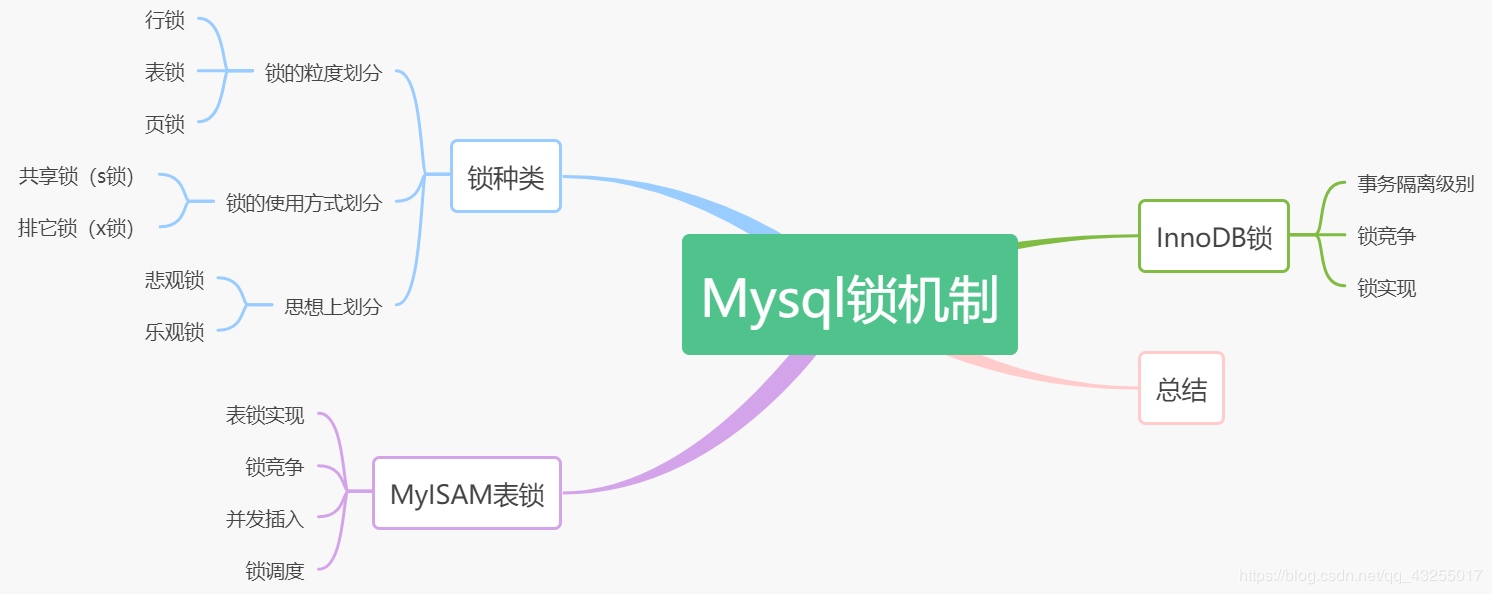 Mysql锁机制
锁种类
锁的粒度划分
行锁
表锁
页锁
锁的使用方式划分
共享锁（s锁）
排它锁（x锁）
思想上划分
悲观锁
乐观锁
MyISAM表锁
表锁实现
锁竞争
并发插入
锁调度
InnoDB锁
事务隔离级别
锁竞争
锁实现
总结
https://blog.csdn.net/qq_43255017